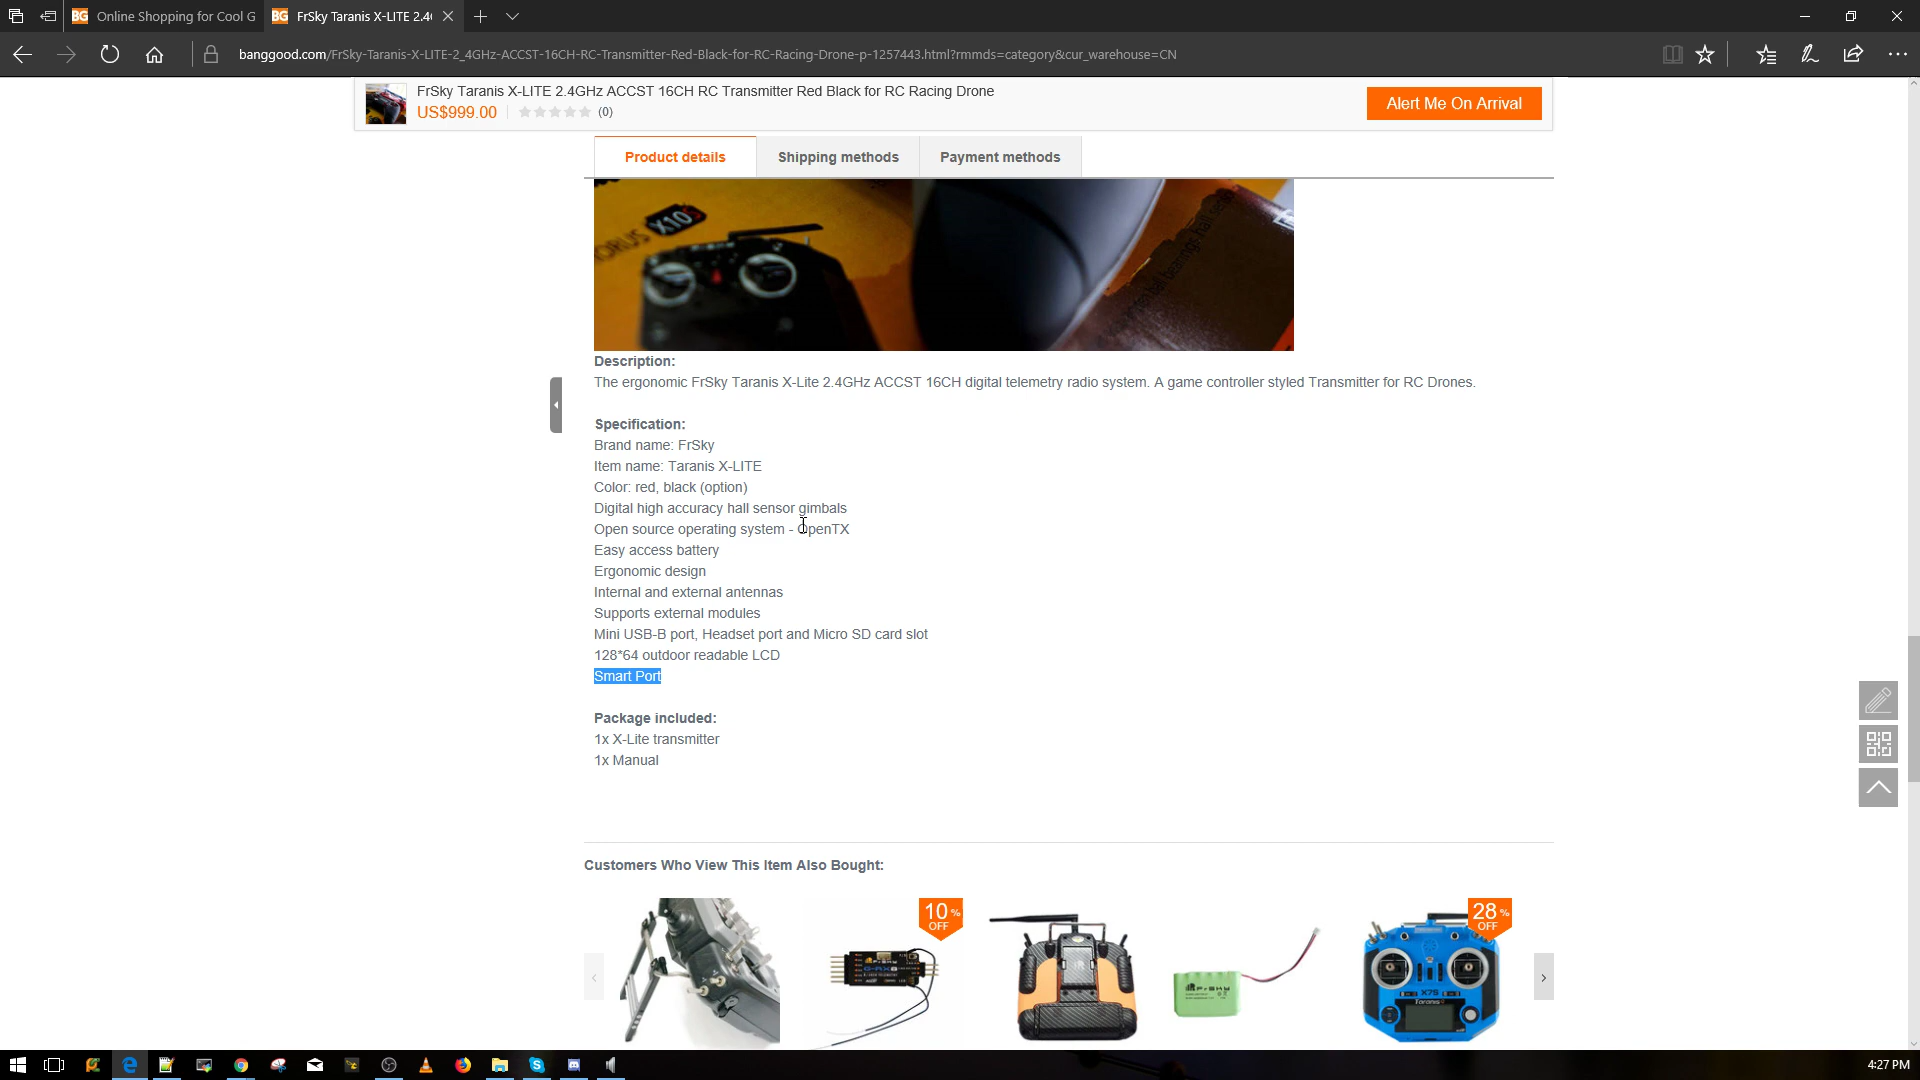 Online Shopping for Cool G
FrSky Taranis X-LITE 2.4(
banggood.com/FrSky-Taranis-X-LITE-2_4GHz-ACCST-16CH-RC-Transmitter-Red-Black-for-RC-Racing-Drone-p-1257443.html?rmmds=category&cur_warehouse=CN
FrSky Taranis X-LITE 2.4GHz ACCST 16CH RC Transmitter Red Black for RC Racing Drone
US$999.00 (0)
Alert Me On Arrival
Product details
Shipping methods
Payment methods
ORUS X10S
Description:
The ergonomic FrSky Taranis X-Lite 2.4GHz ACCST 16CH digital telemetry radio system. A game controller styled Transmitter for RC Drones.
Specification:
Brand name: FrSky
Item name: Taranis X-LITE
Color: red, black (option)
Digital high accuracy hall sensor gimbals
Open source operating system - OpenTX
Easy access battery
Ergonomic design
Internal and external antennas
Supports external modules
Mini USB-B port, Headset port and Micro SD card slot
128*64 outdoor readable LCD
Smart Port
Package included:
1x X-Lite transmitter
1x Manual
Customers Who View This Item Also Bought:
10% OFF
28% OFF
FrSky
G-RX8
FrSky
X7S
Taranis
4:27 PM